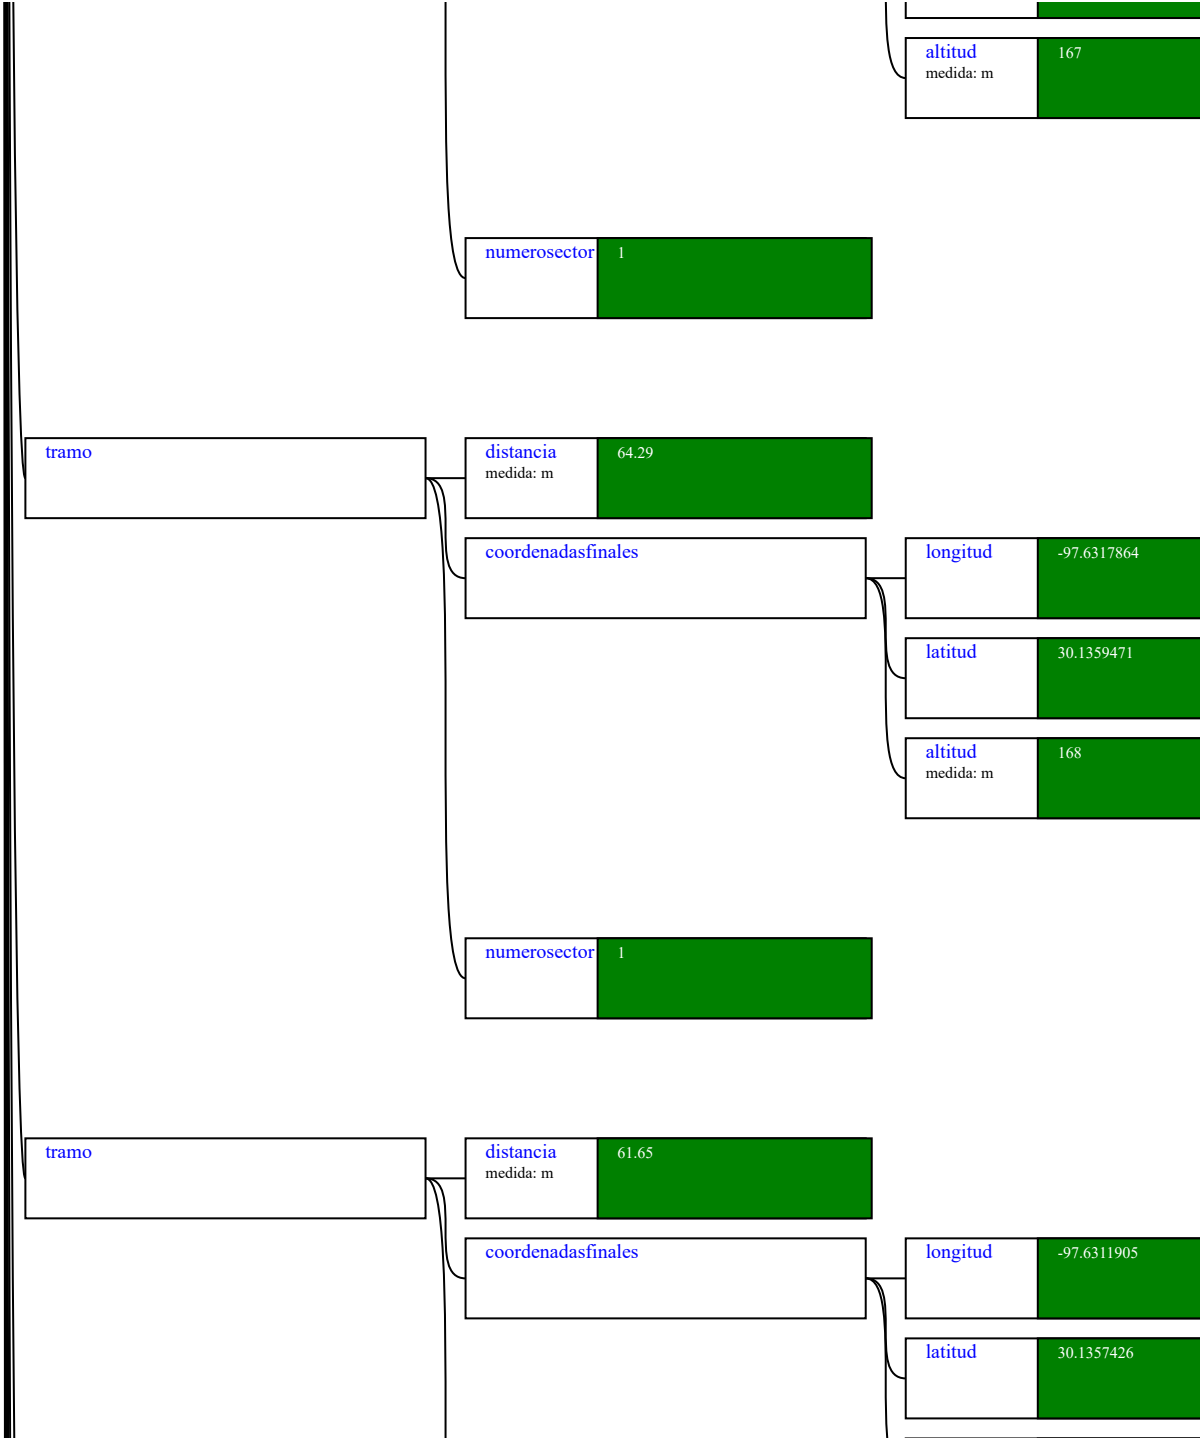 altitud 167
medida: m
numerosector 1
tramo
distancia 64.29
medida: m
coordenadasfinales
longitud -97.6317864
latitud 30.1359471
altitud 168
medida: m
numerosector 1
tramo
distancia 61.65
medida: m
coordenadasfinales
longitud -97.6311905
latitud 30.1357426